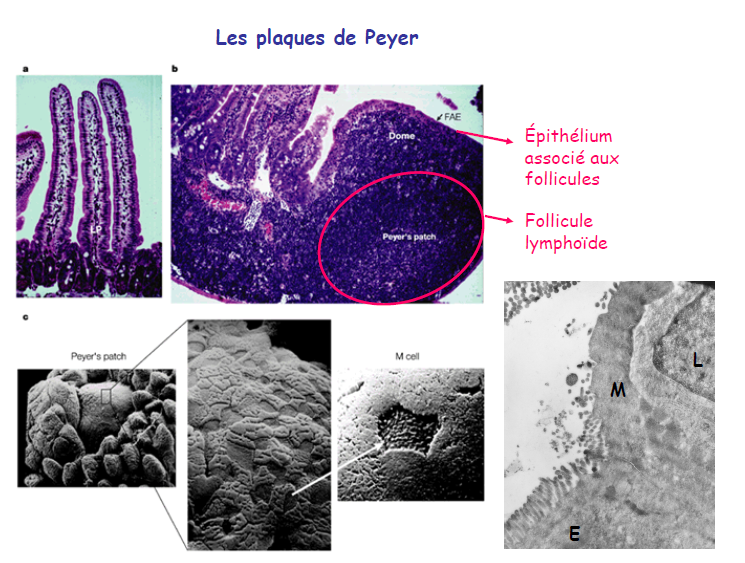 Les plaques de Peyer
a
b
FAE
Dome
Épithélium
associé aux
follicules
LP
Peyer's patch
Follicule
lymphoïde
c
Peyer's patch
M cell
L
M
E